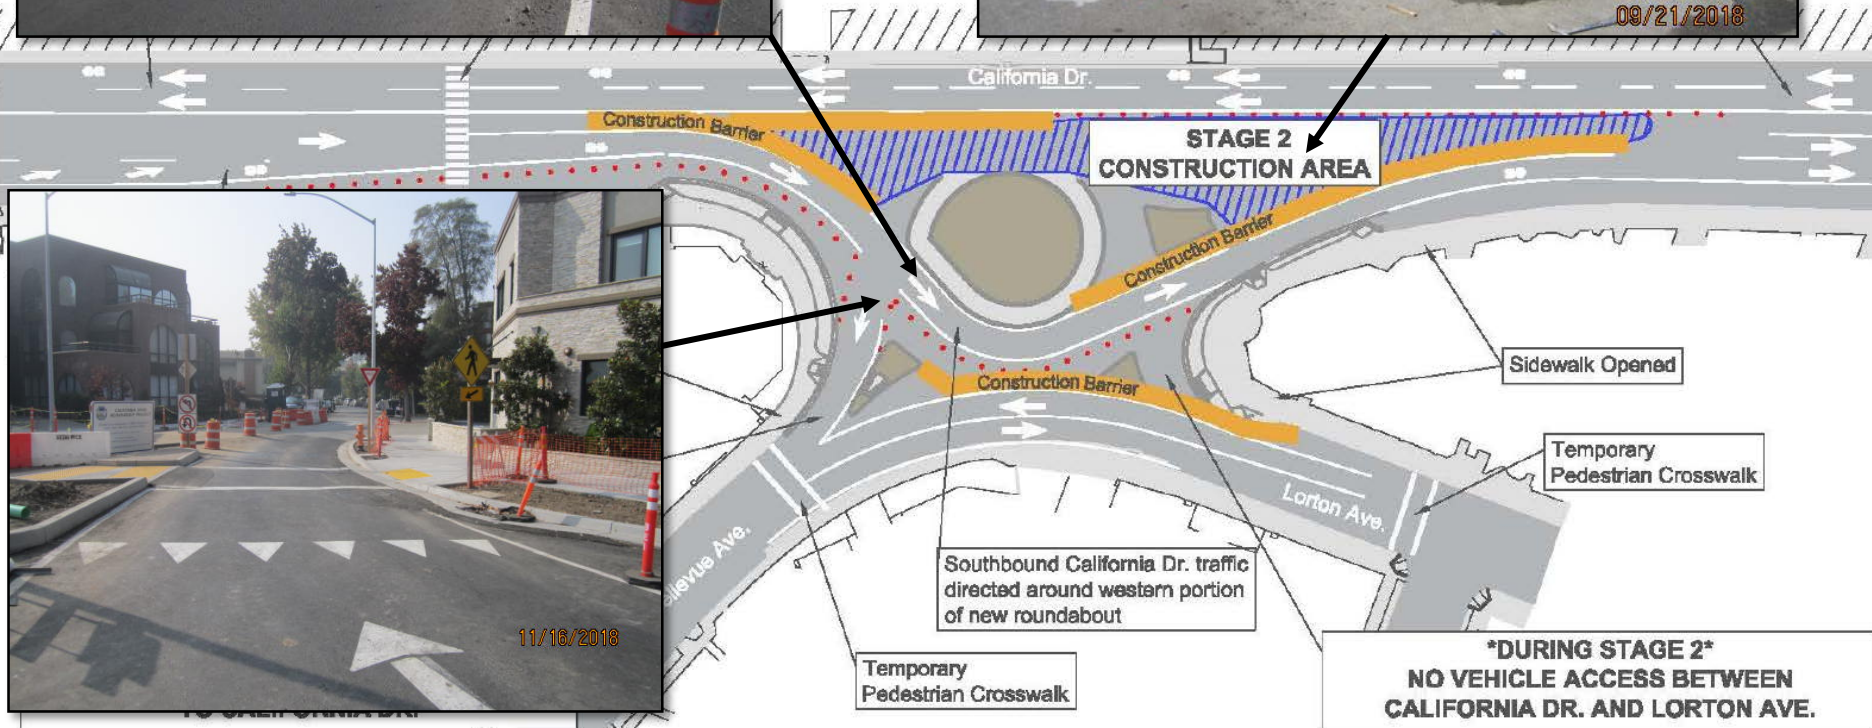 09/21/2018
California Dr.
Construction Barrier
STAGE 2
CONSTRUCTION AREA
Construction Barrier
Construction Barrier
Sidewalk Opened
Temporary
Pedestrian Crosswalk
Lorton Ave.
Southbound California Dr. traffic
directed around western portion
of new roundabout
11/16/2018
Temporary
Pedestrian Crosswalk
*DURING STAGE 2*
NO VEHICLE ACCESS BETWEEN
CALIFORNIA DR. AND LORTON AVE.